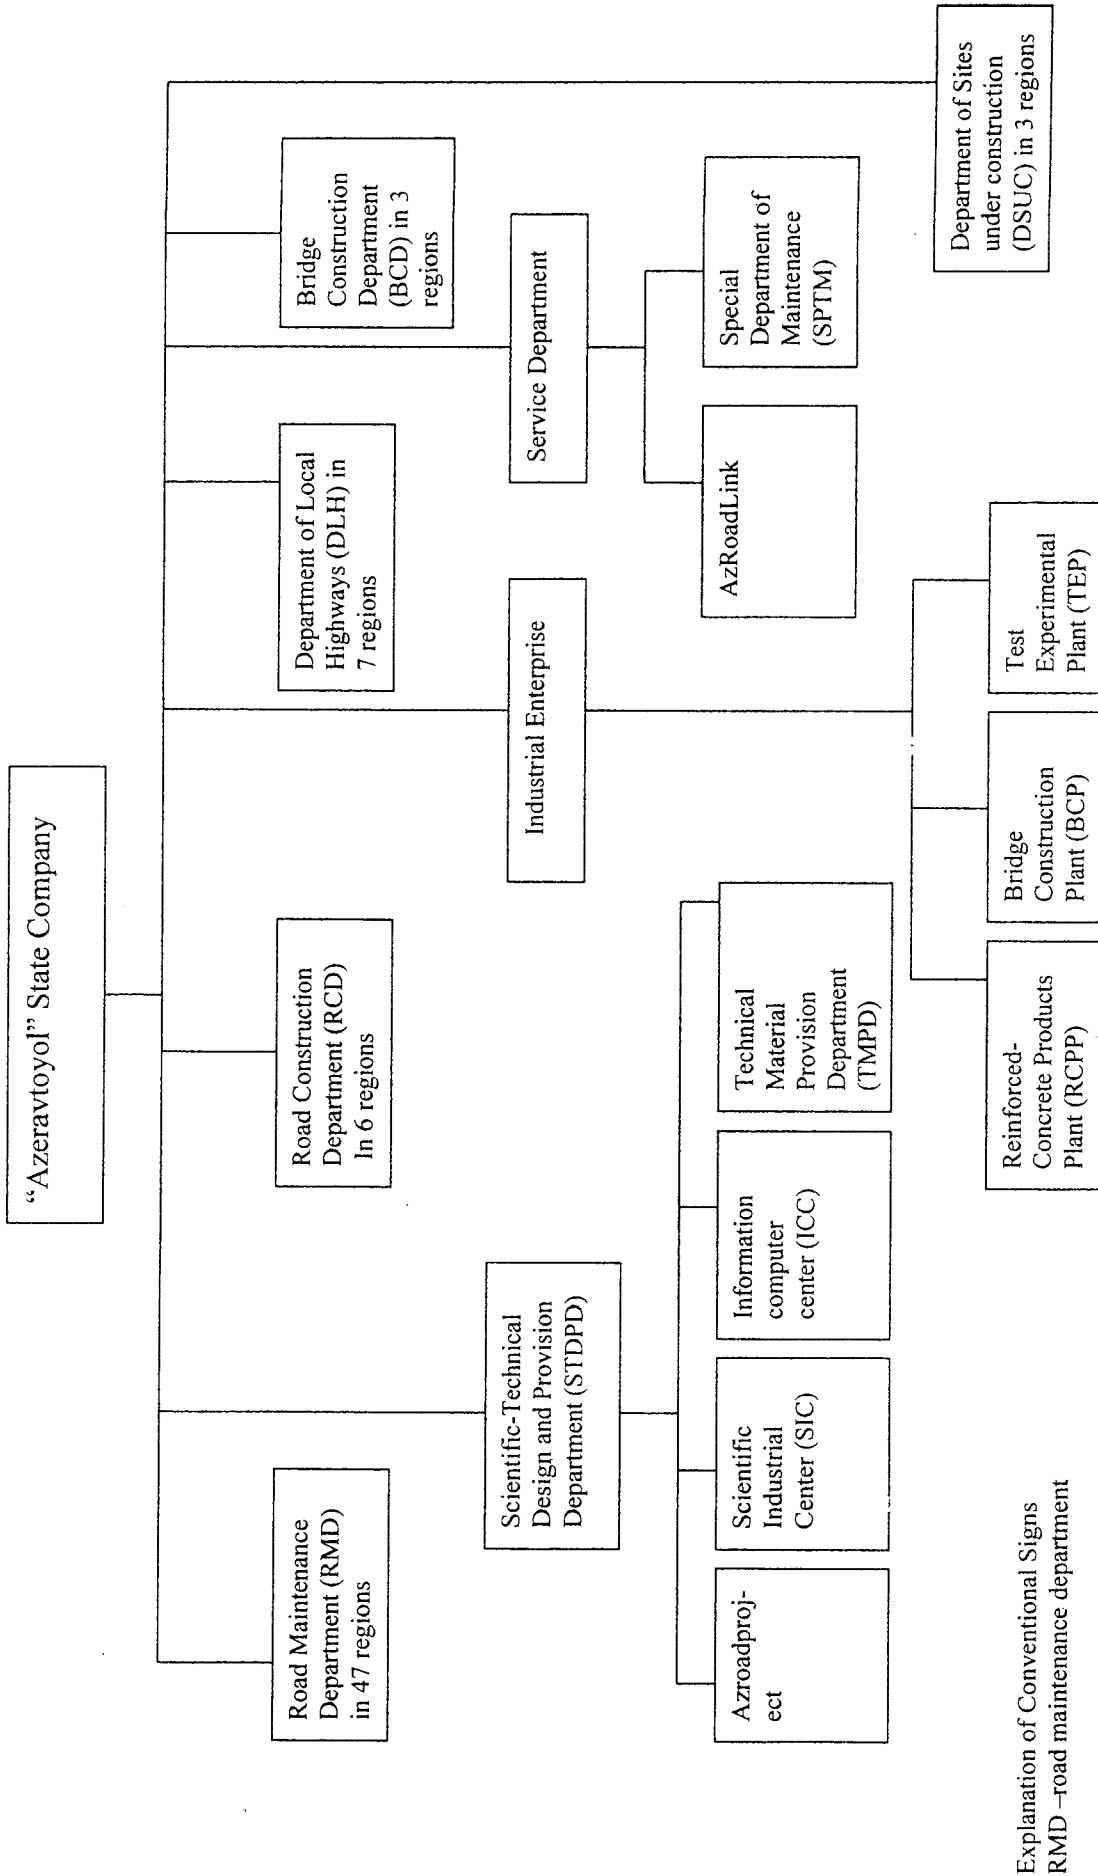 “Azeravtoyol” State Company
Road Maintenance
Department (RMD)
in 47 regions
Road Construction
Department (RCD)
In 6 regions
Department of Local
Highways (DLH) in
7 regions
Bridge
Construction
Department
(BCD) in 3
regions
Scientific-Technical
Design and Provision
Department (STDPD)
Industrial Enterprise
Service Department
Azroadproj-
ect
Scientific
Industrial
Center (SIC)
Information
computer
center (ICC)
Technical
Material
Provision
Department
(TMPD)
AzRoadLink
Special
Department of
Maintenance
(SPTM)
Reinforced-
Concrete Products
Plant (RCPP)
Bridge
Construction
Plant (BCP)
Test
Experimental
Plant (TEP)
Department of Sites
under construction
(DSUC) in 3 regions
Explanation of Conventional Signs
RMD –road maintenance department